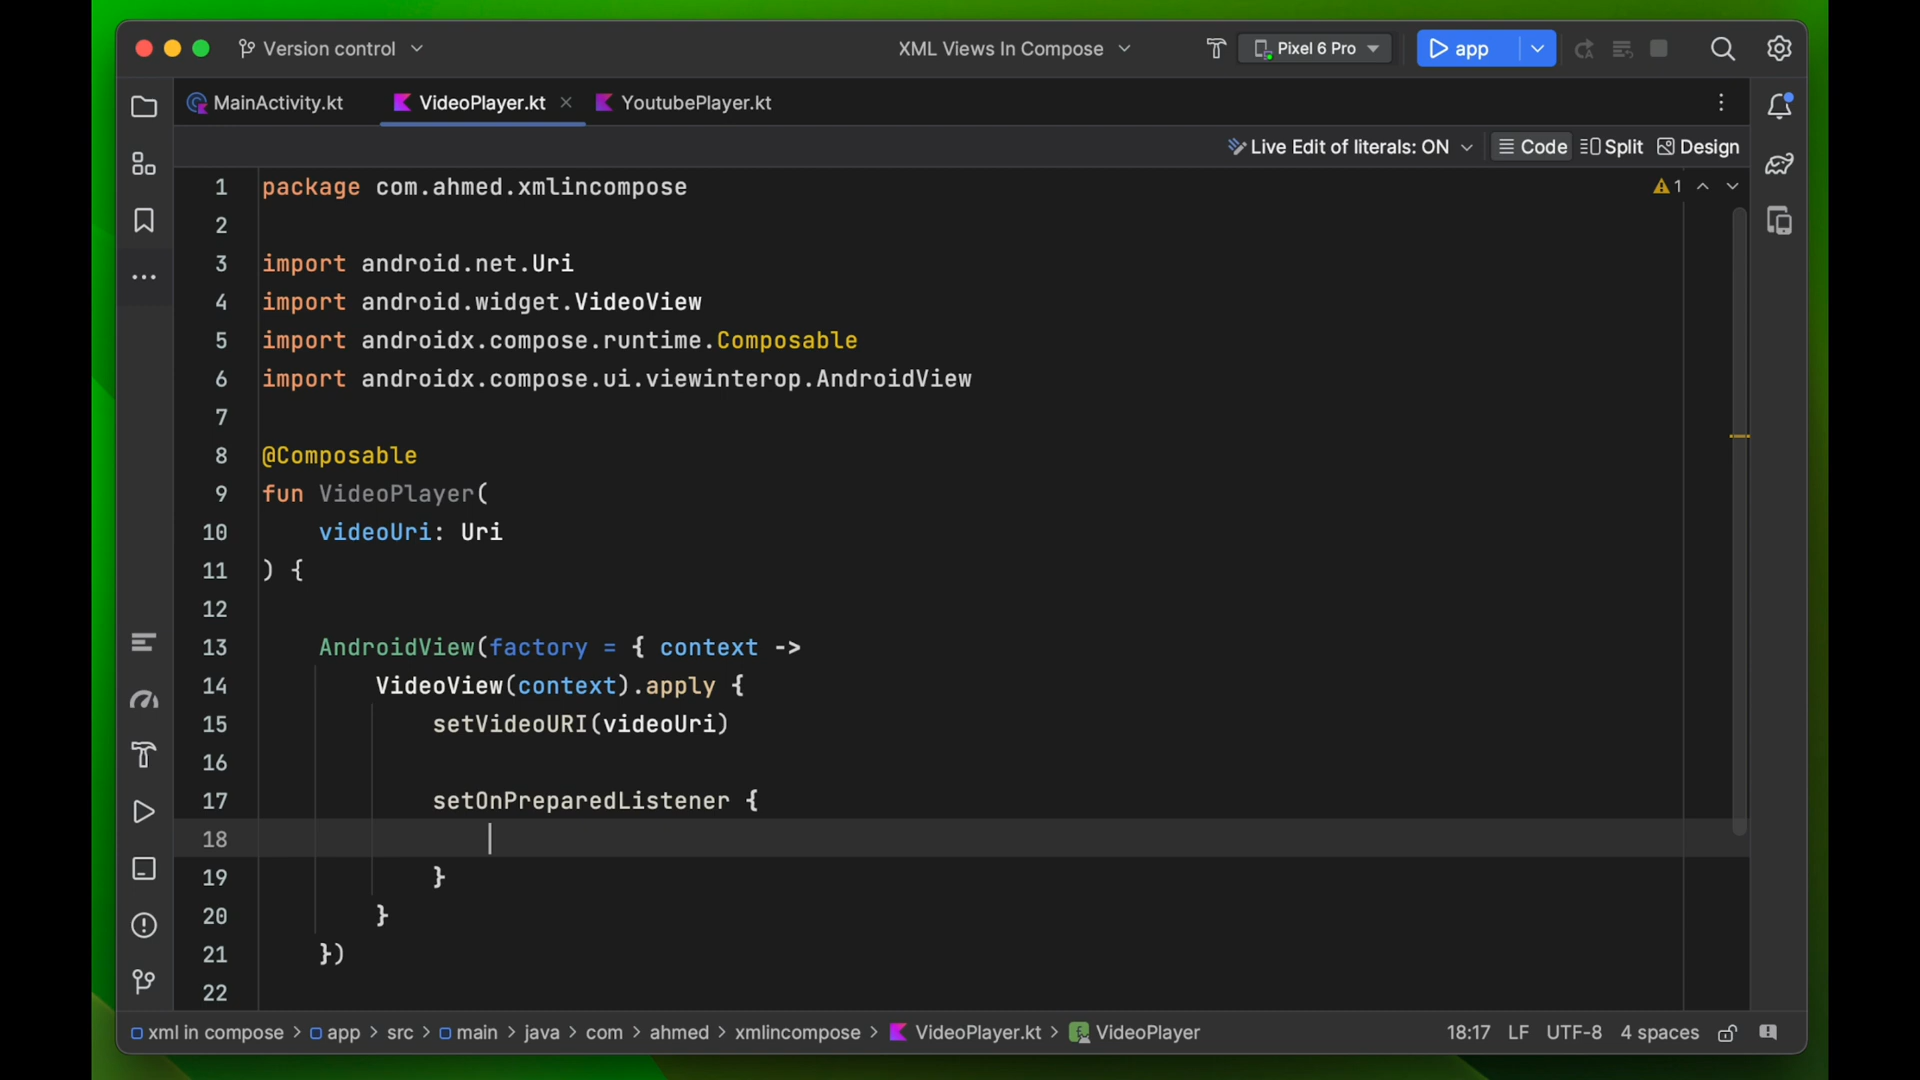 Version control
XML Views In Compose
Pixel 6 Pro
app
MainActivity.kt
VideoPlayer.kt
YoutubePlayer.kt
Live Edit of literals: ON
Code
Split
Design
1 package com.ahmed.xmlincompose
1
2
3 import android.net.Uri
4 import android.widget.VideoView
5 import androidx.compose.runtime.Composable
6 import androidx.compose.ui.viewinterop.AndroidView
7
8 @Composable
9 fun VideoPlayer(
10     videoUri: Uri
11 ) {
12
13     AndroidView(factory = { context ->
14         VideoView(context).apply {
15             setVideoURI(videoUri)
16
17             setOnPreparedListener {
18
19             }
20         }
21     })
22
xml in compose > app > src > main > java > com > ahmed > xmlincompose > VideoPlayer.kt > VideoPlayer
18:17 LF UTF-8 4 spaces